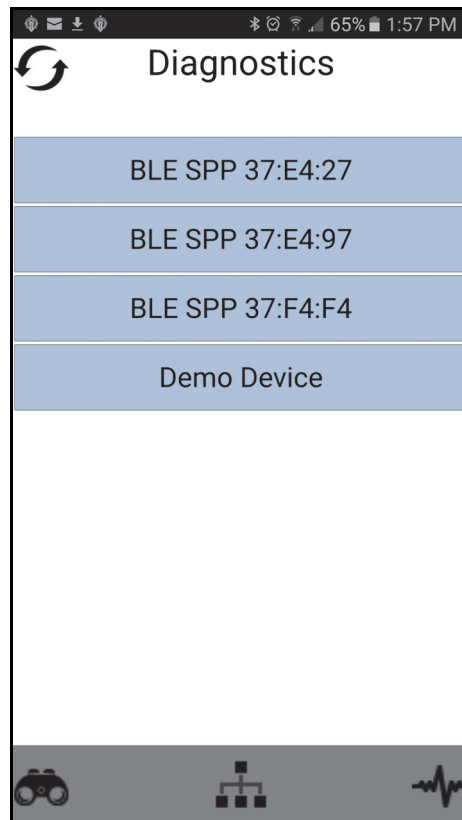 65% 1:57 PM
Diagnostics
BLE SPP 37:E4:27
BLE SPP 37:E4:97
BLE SPP 37:F4:F4
Demo Device